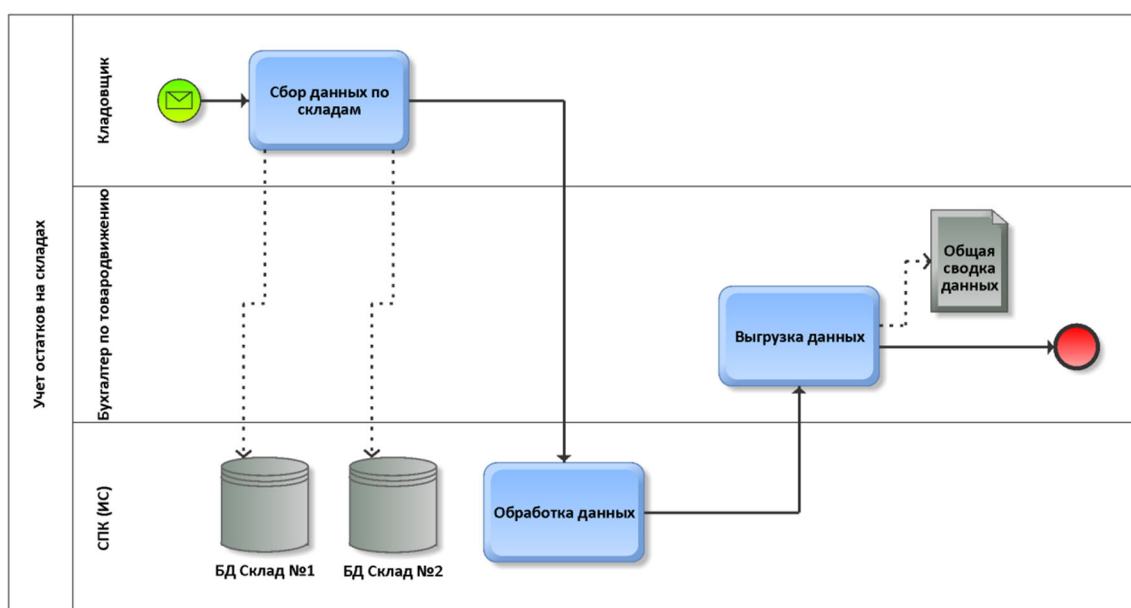 Учет остатков на складах
Кладовщик
Сбор данных по
складам
Бухгалтер по товародвижению
Общая
сводка
данных
Выгрузка данных
СПК (ИС)
Обработка данных
БД Склад №1
БД Склад №2